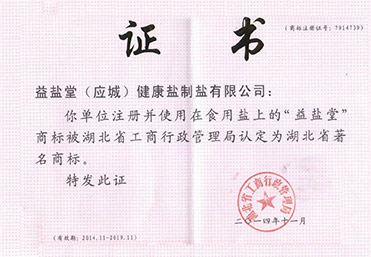 证 书
(商标注册证号: 7914739)
益盐堂（应城）健康盐制盐有限公司：
你单位注册并使用在食用盐上的“益盐堂”
商标被湖北省工商行政管理局认定为湖北省著
名商标。
特发此证
湖北省工商行政管理局
二〇一四年十一月
(有效期: 2014.11-2019.11)